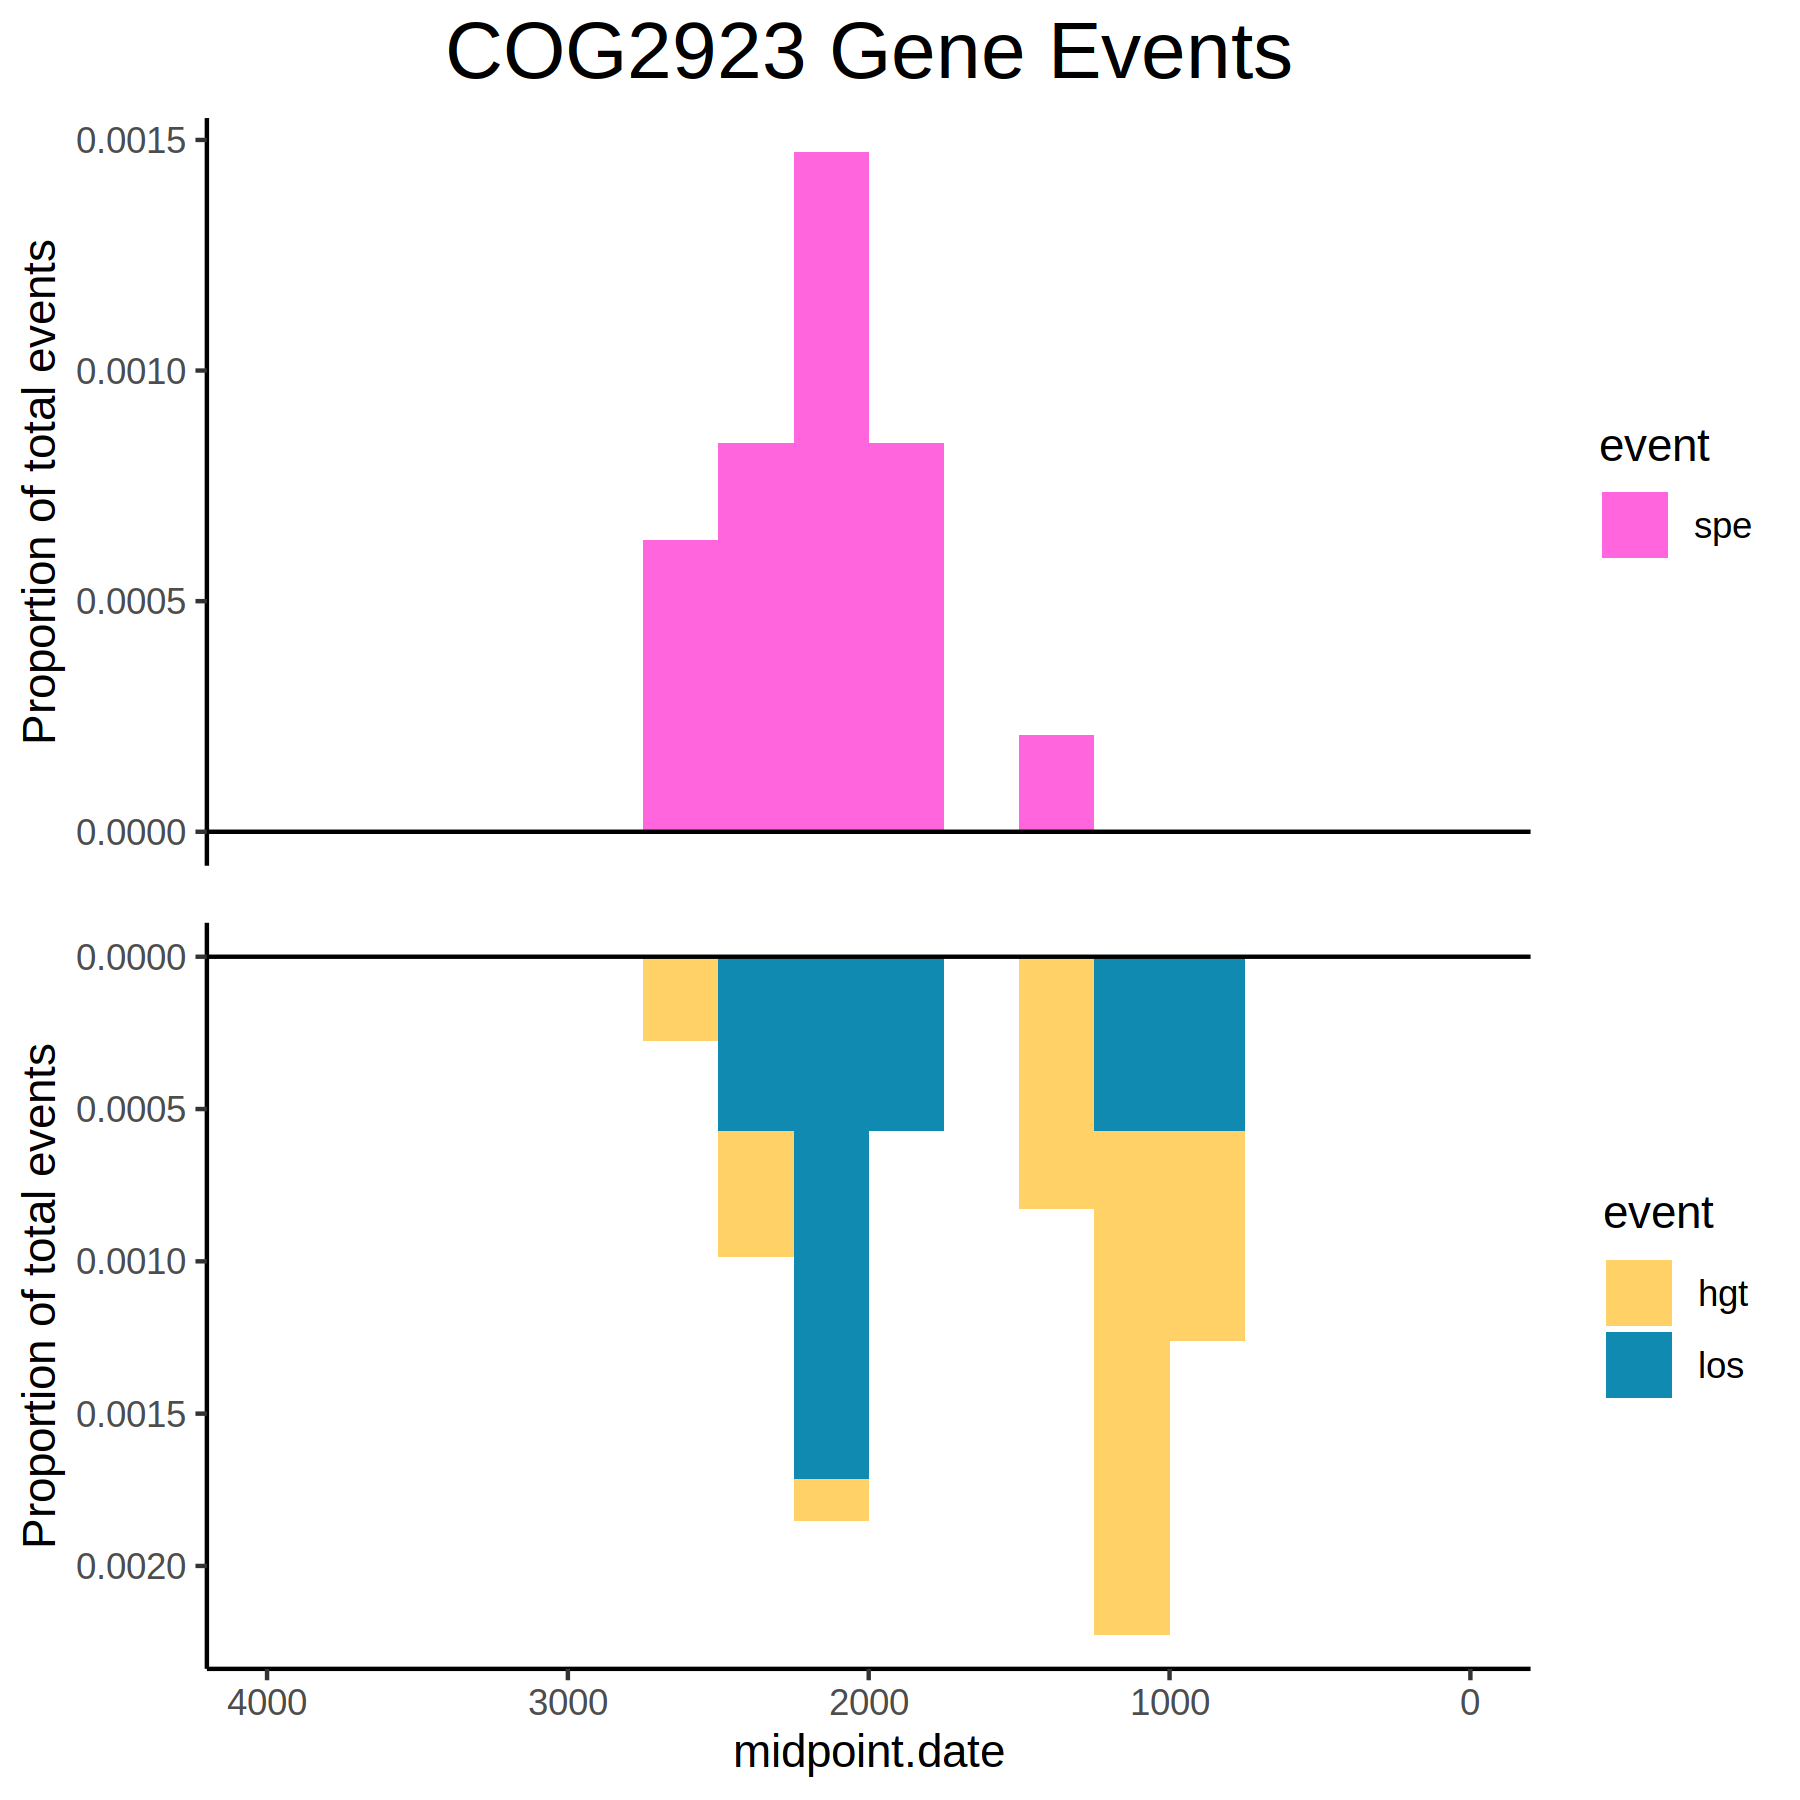 COG2923 Gene Events
Proportion of total events
0.0015
0.0010
0.0005
0.0000
event
spe
Proportion of total events
0.0000
0.0005
0.0010
0.0015
0.0020
event
hgt
los
4000 3000 2000 1000 0
midpoint.date